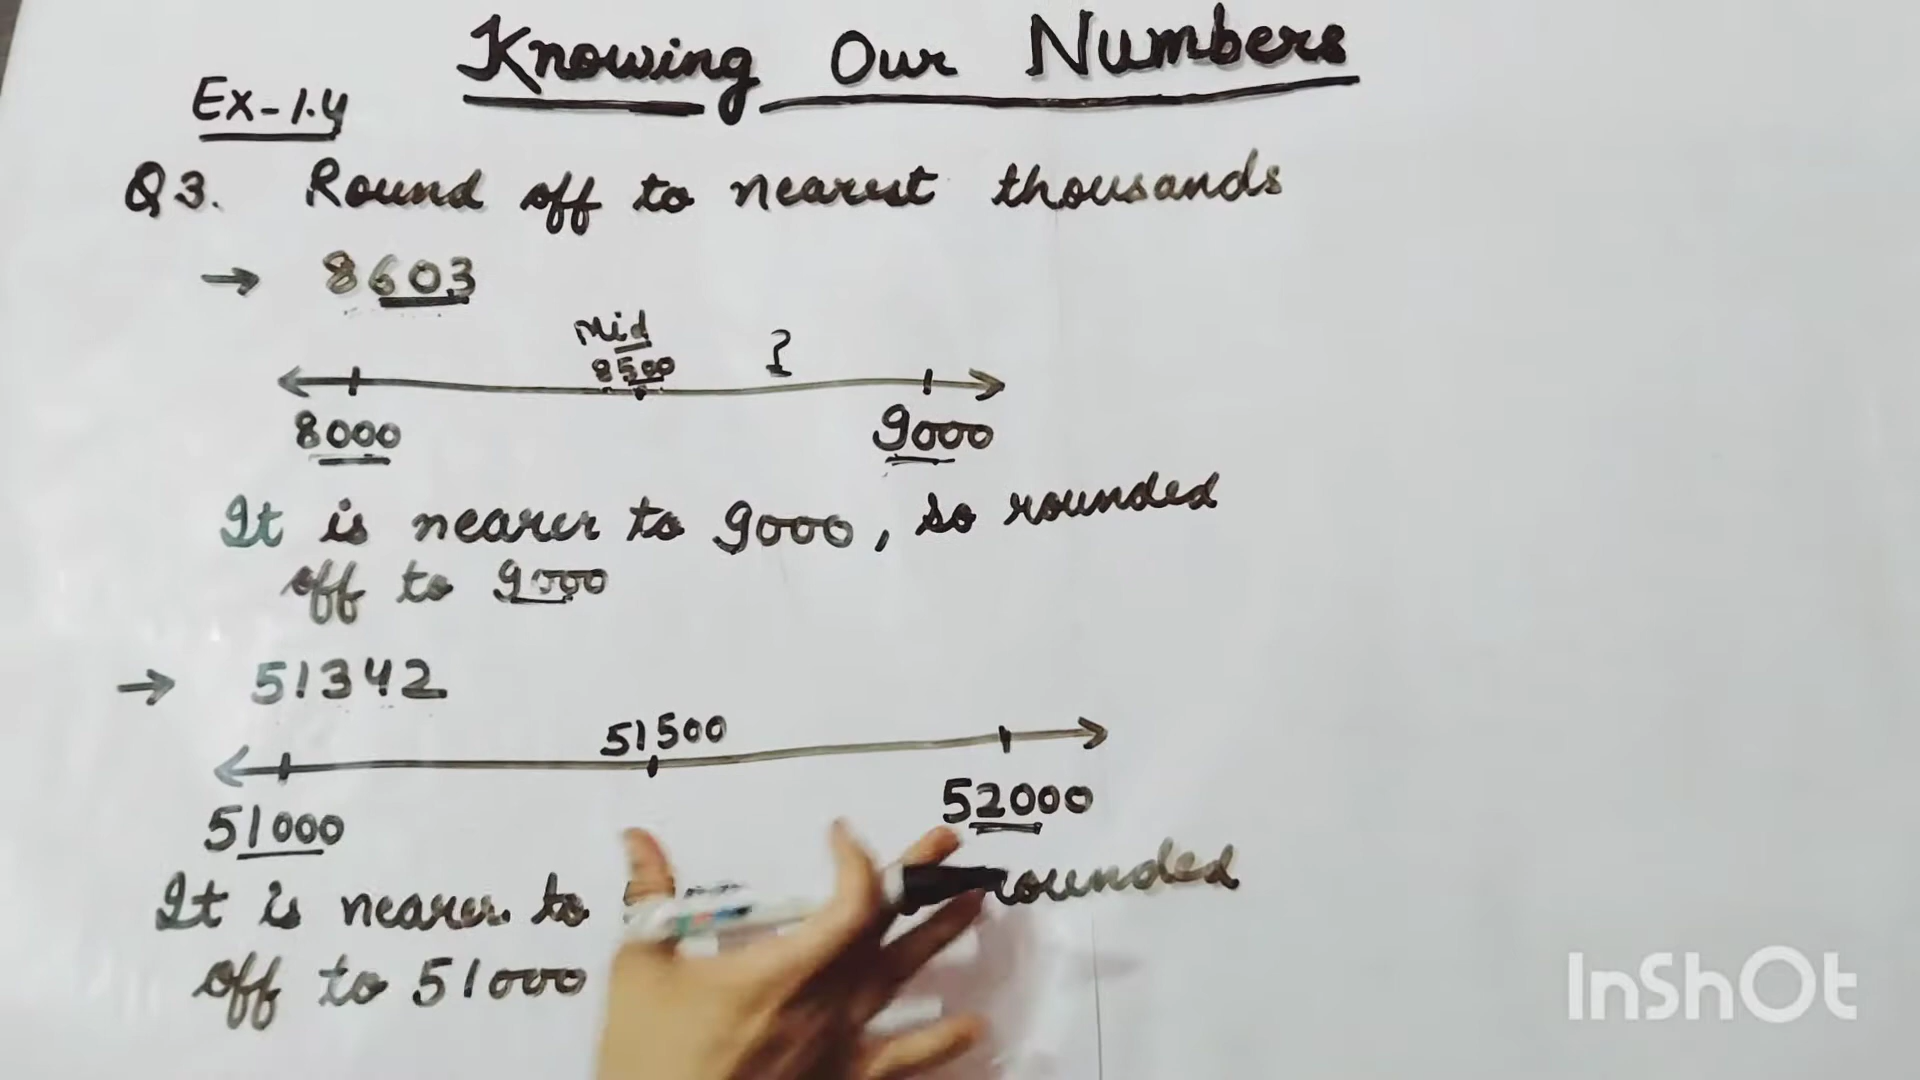 Knowing Our Numbers
Ex-1.4
Q3. Round off to nearest thousands
→ 8603
Mid
8500
8000 9000
It is nearer to 9000, so rounded
off to 9000
→ 51342
51500
51000 52000
It is nearer to rounded
off to 51000
InShOt